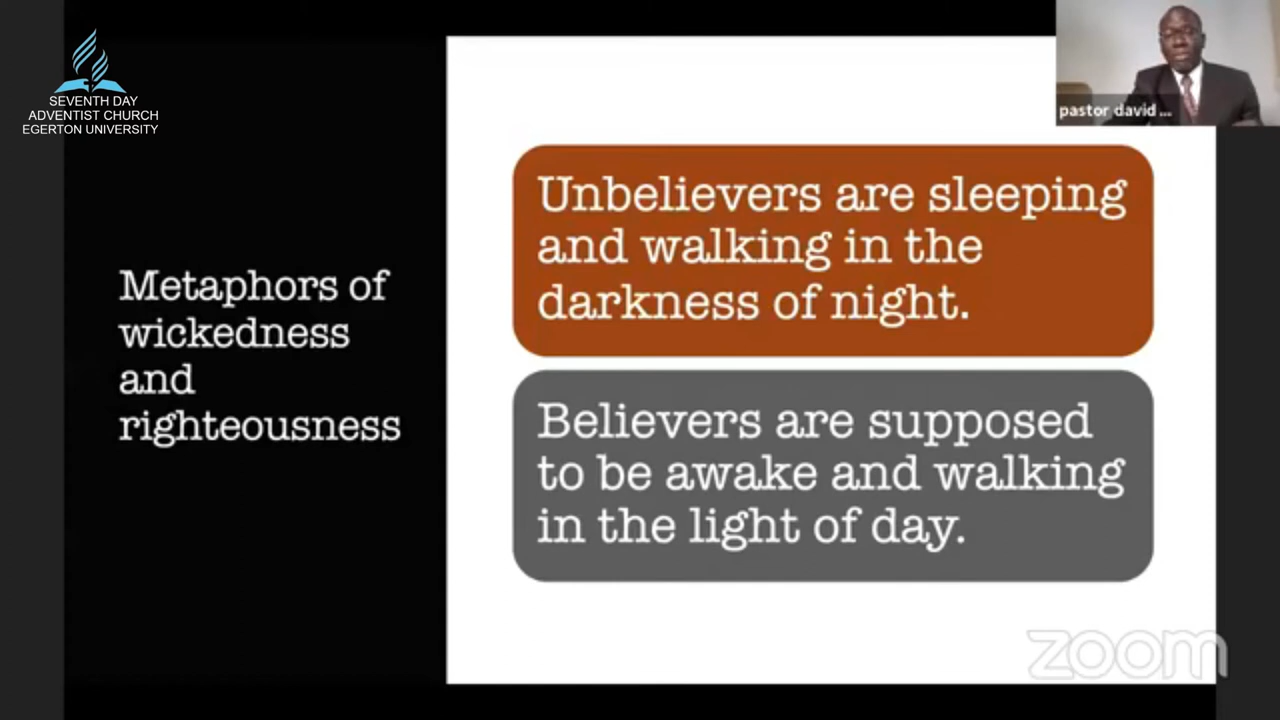 SEVENTH DAY
ADVENTIST CHURCH
EGERTON UNIVERSITY
pastor david ...
Metaphors of
wickedness
and
righteousness
Unbelievers are sleeping
and walking in the
darkness of night.
Believers are supposed
to be awake and walking
in the light of day.
zoom